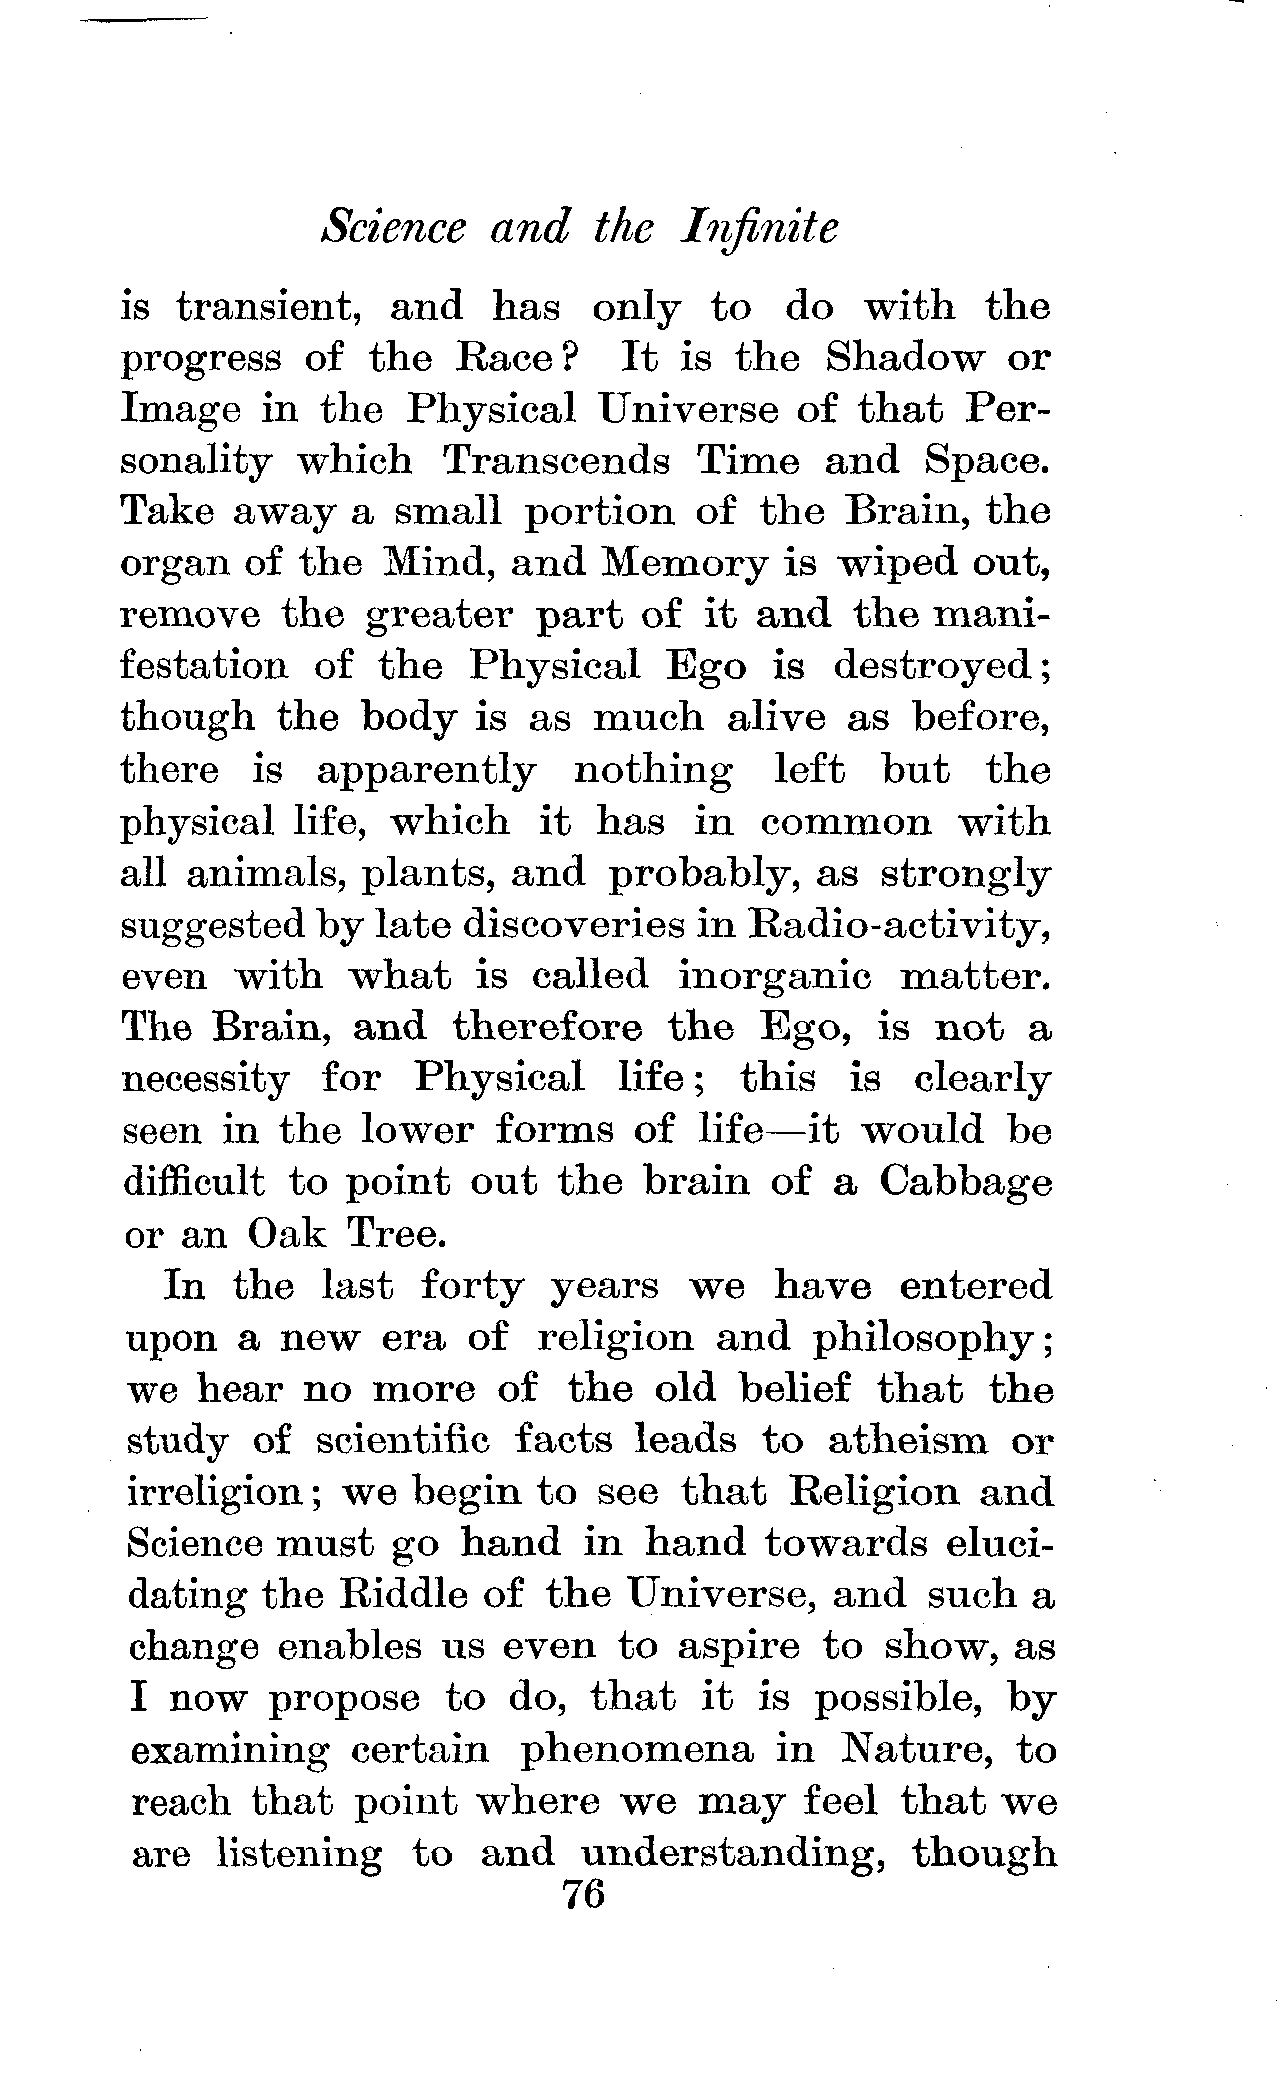 Science and the Infinite
is transient, and has only to do with the
progress of the Race? It is the Shadow or
Image in the Physical Universe of that Per-
sonality which Transcends Time and Space.
Take away a small portion of the Brain, the
organ of the Mind, and Memory is wiped out,
remove the greater part of it and the mani-
festation of the Physical Ego is destroyed;
though the body is as much alive as before,
there is apparently nothing left but the
physical life, which it has in common with
all animals, plants, and probably, as strongly
suggested by late discoveries in Radio-activity,
even with what is called inorganic matter.
The Brain, and therefore the Ego, is not a
necessity for Physical life; this is clearly
seen in the lower forms of life—it would be
difficult to point out the brain of a Cabbage
or an Oak Tree.
In the last forty years we have entered
upon a new era of religion and philosophy;
we hear no more of the old belief that the
study of scientific facts leads to atheism or
irreligion; we begin to see that Religion and
Science must go hand in hand towards eluci-
dating the Riddle of the Universe, and such a
change enables us even to aspire to show, as
I now propose to do, that it is possible, by
examining certain phenomena in Nature, to
reach that point where we may feel that we
are listening to and understanding, though
76